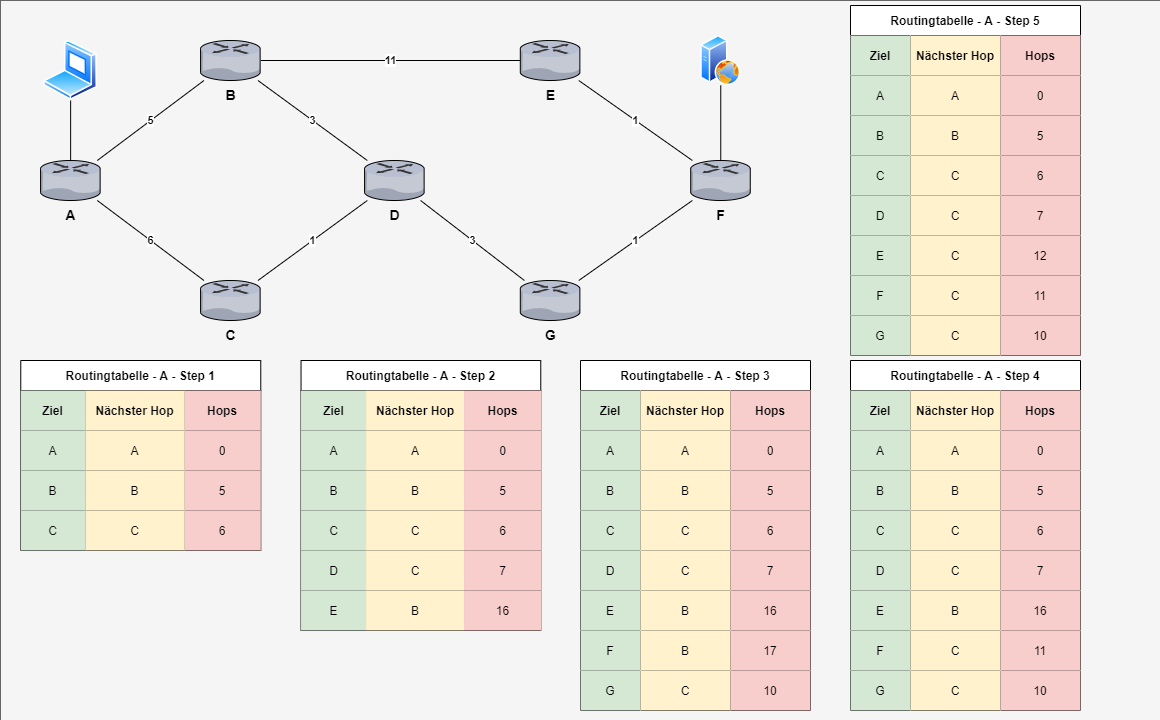 11
B
E
5
3
1
A
D
F
6
1
3
1
C
G
Routingtabelle - A - Step 5
Ziel Nächster Hop Hops
A A 0
B B 5
C C 6
D C 7
E C 12
F C 11
G C 10
Routingtabelle - A - Step 1
Ziel Nächster Hop Hops
A A 0
B B 5
C C 6
Routingtabelle - A - Step 2
Ziel Nächster Hop Hops
A A 0
B B 5
C C 6
D C 7
E B 16
Routingtabelle - A - Step 3
Ziel Nächster Hop Hops
A A 0
B B 5
C C 6
D C 7
E B 16
F B 17
G C 10
Routingtabelle - A - Step 4
Ziel Nächster Hop Hops
A A 0
B B 5
C C 6
D C 7
E B 16
F C 11
G C 10